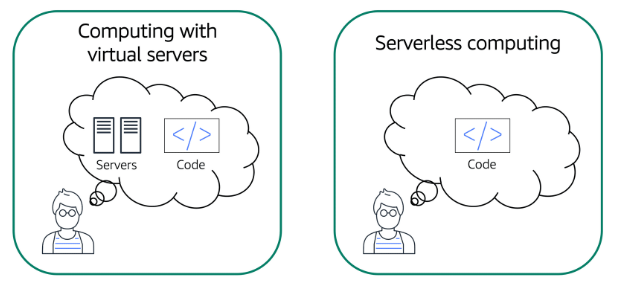 Computing with
virtual servers
Servers
</>
Code
Serverless computing
</>
Code